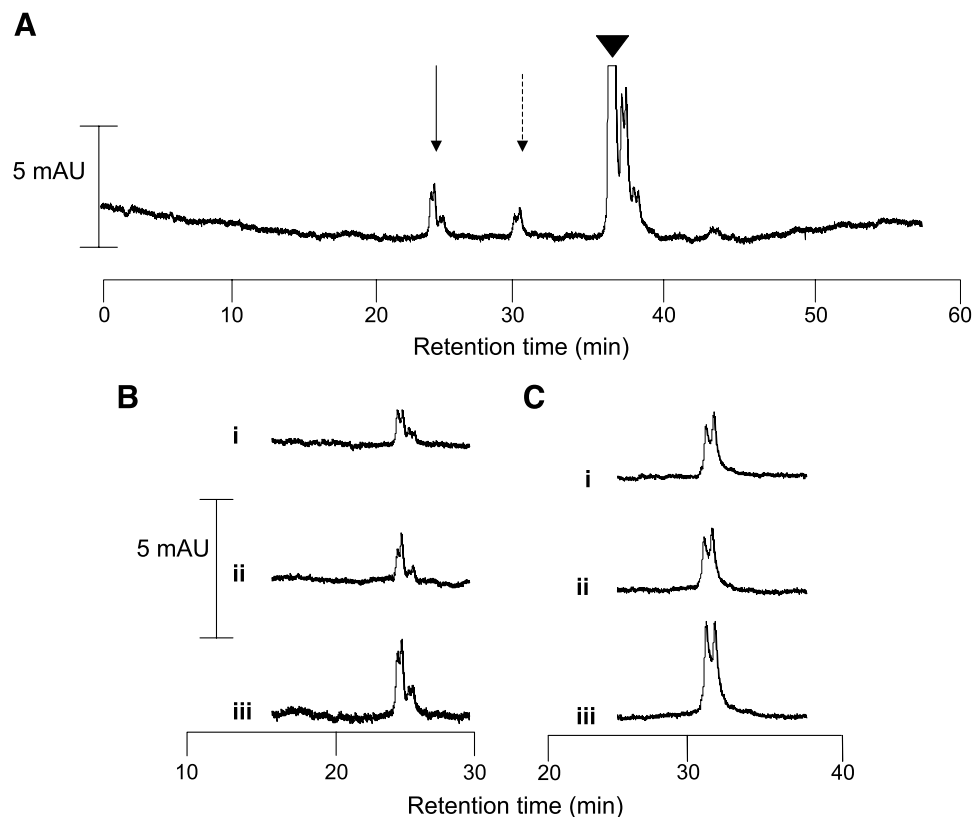 A
5 mAU
0 10 20 30 40 50 60
Retention time (min)
B C
i
i
5 mAU
ii
ii
iii
iii
10 20 30
20 30 40
Retention time (min)